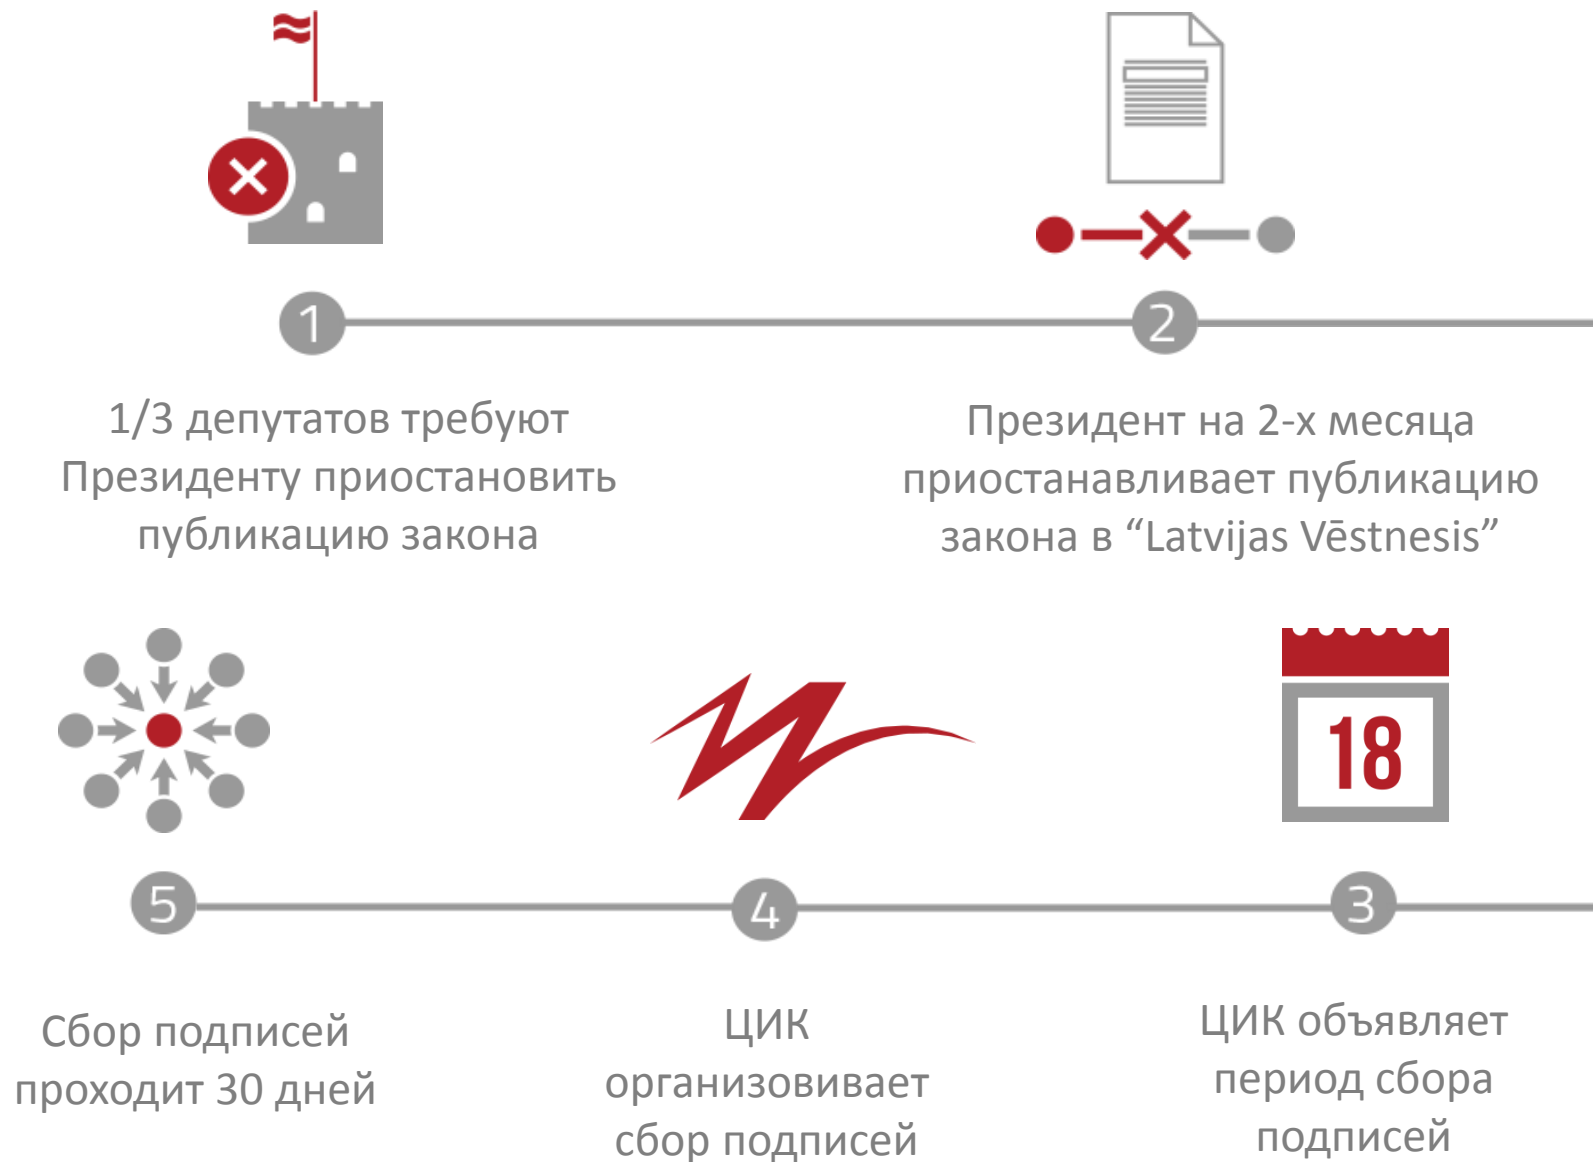 1
2
1/3 депутатов требуют
Президенту приостановить
публикацию закона
Президент на 2-х месяца
приостанавливает публикацию
закона в “Latvijas Vēstnesis”
18
5
4
3
Сбор подписей
проходит 30 дней
ЦИК
организовивает
сбор подписей
ЦИК объявляет
период сбора
подписей